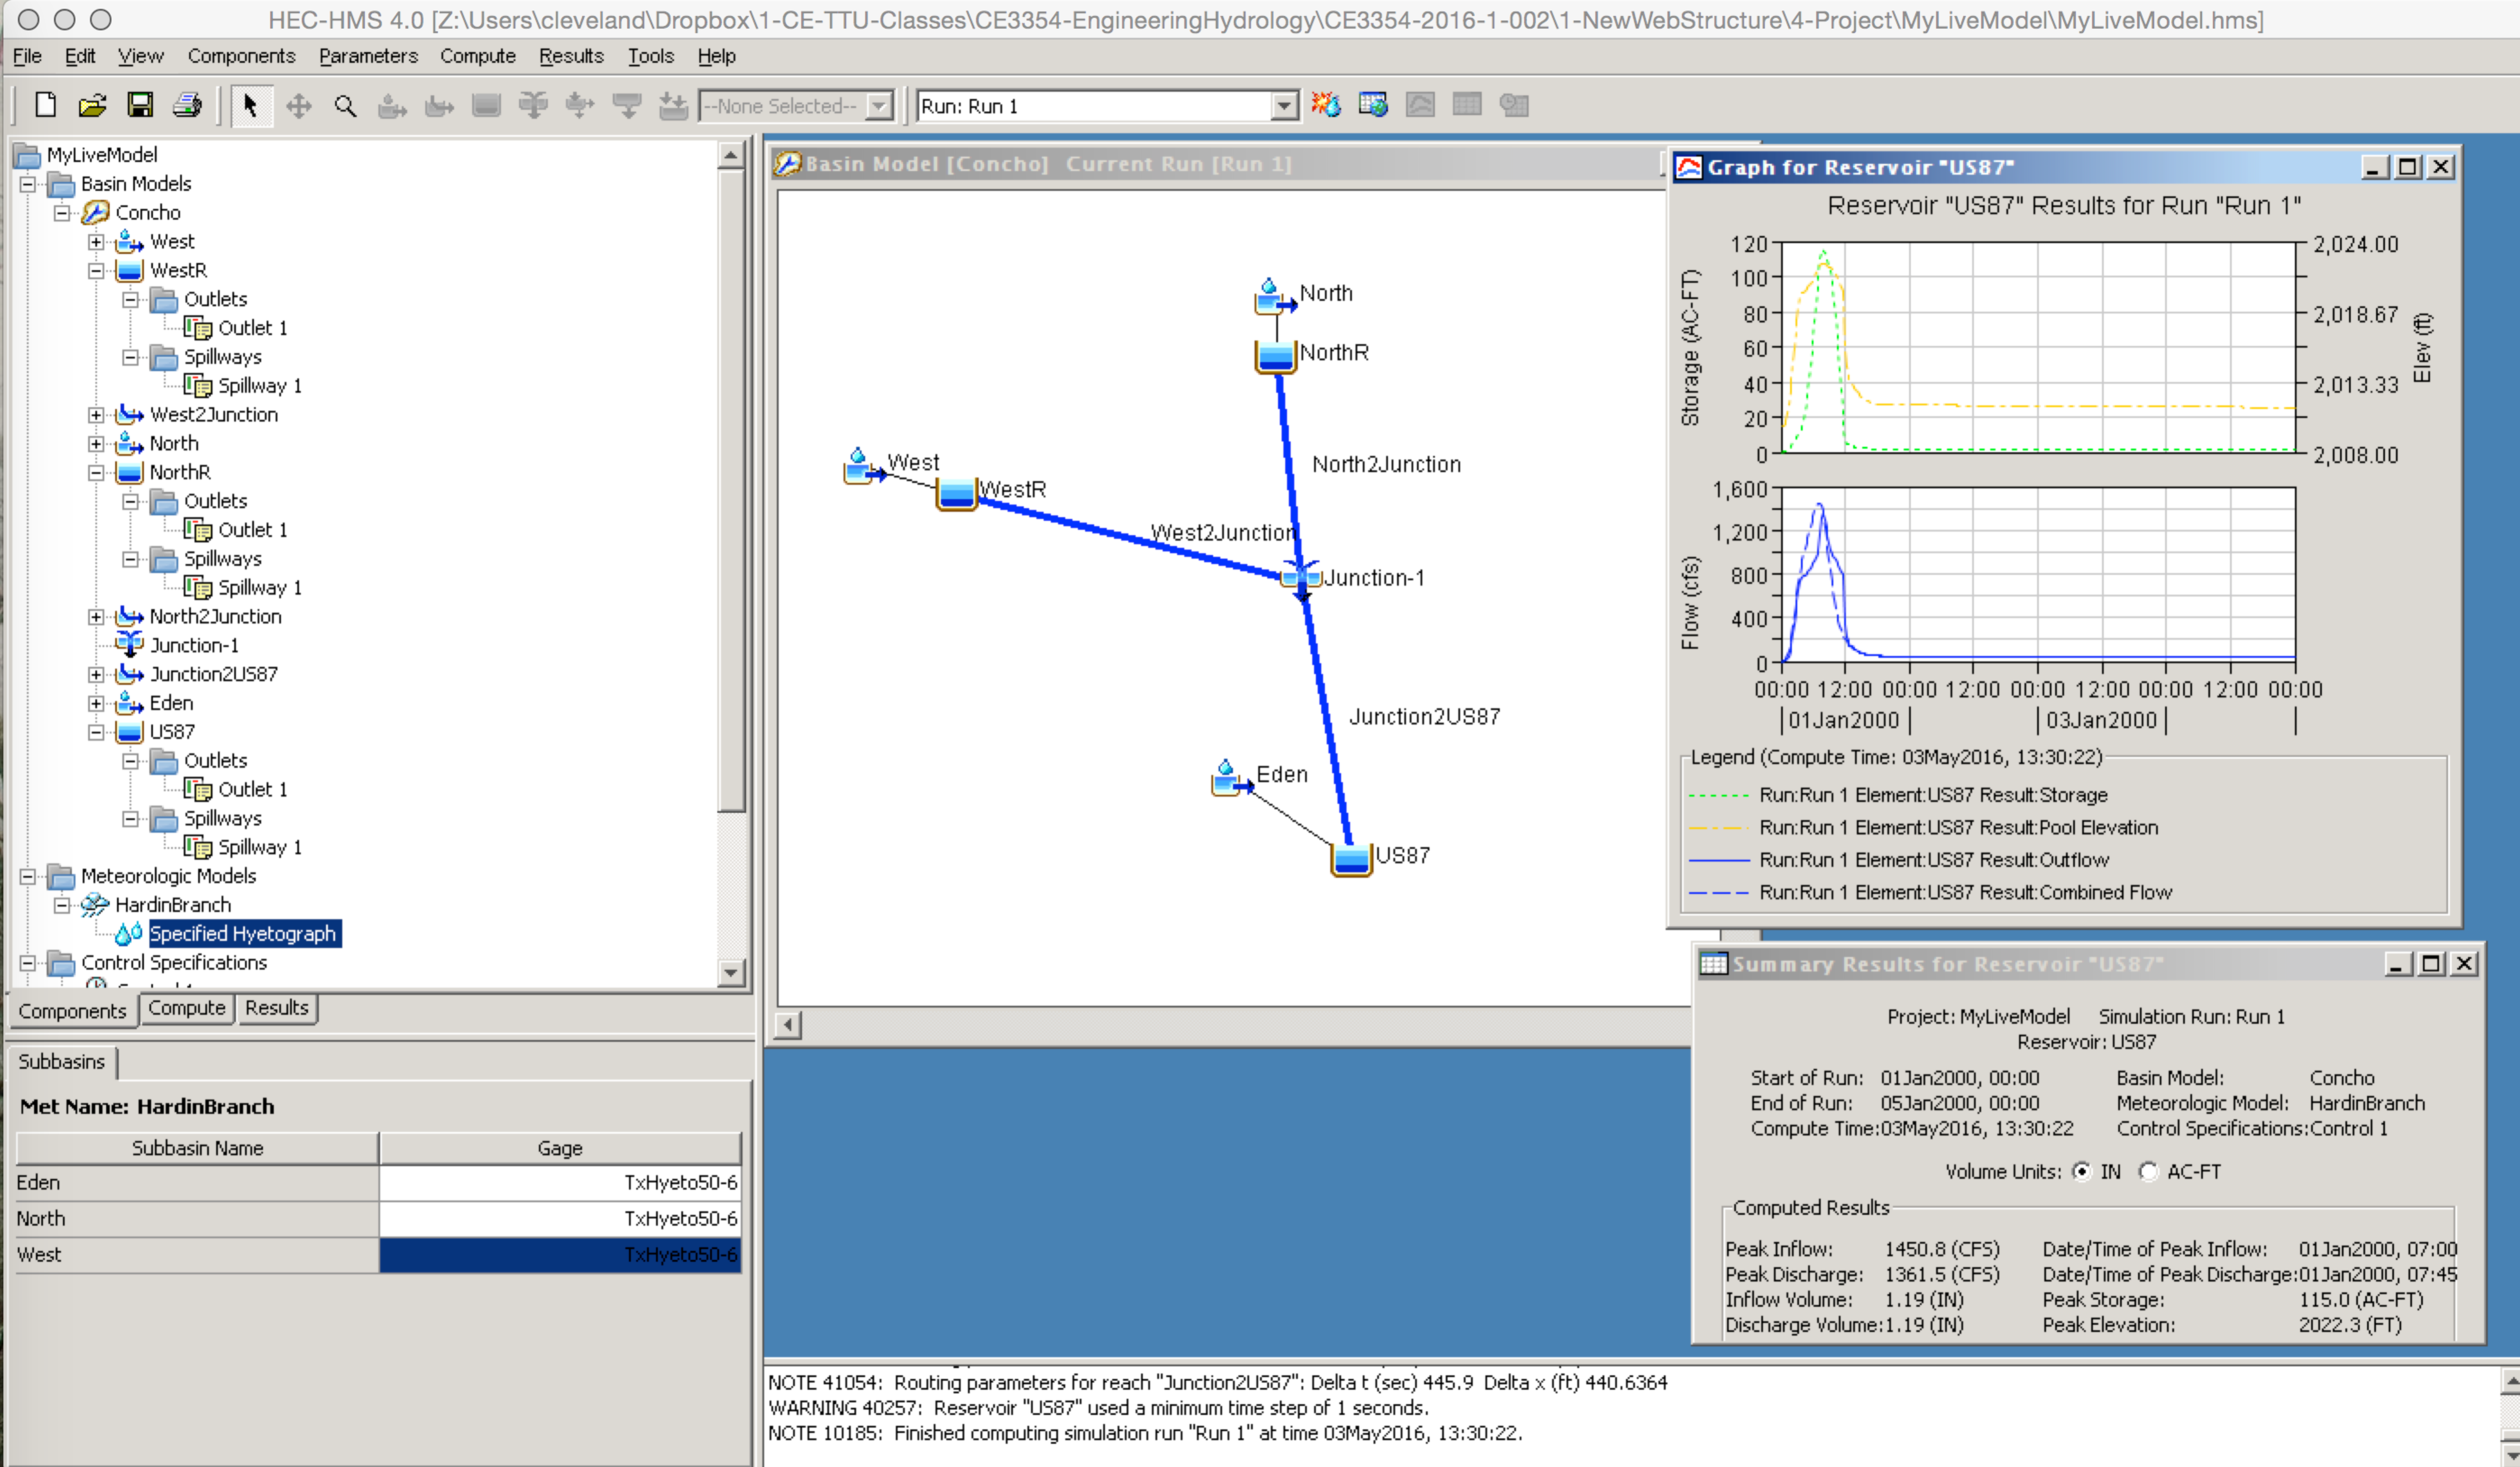 HEC-HMS 4.0 [Z:\Users\cleveland\Dropbox\1-CE-TTU-Classes\CE3354-EngineeringHydrology\CE3354-2016-1-002\1-NewWebStructure\4-Project\MyLiveModel\MyLiveModel.hms]
File Edit View Components Parameters Compute Results Tools Help
--None Selected-- Run: Run 1
MyLiveModel
Basin Models
Concho
West
WestR
Outlets
Outlet 1
Spillways
Spillway 1
West2Junction
North
NorthR
Outlets
Outlet 1
Spillways
Spillway 1
North2Junction
Junction-1
Junction2US87
Eden
US87
Outlets
Outlet 1
Spillways
Spillway 1
Meteorologic Models
HardinBranch
Specified Hyetograph
Control Specifications
Components Compute Results
Subbasins
Met Name: HardinBranch
Subbasin Name Gage
Eden TxHyeto50-6
North TxHyeto50-6
West TxHyeto50-6
Basin Model [Concho] Current Run [Run 1]
North
NorthR
North2Junction
West
WestR
West2Junction
Junction-1
Junction2US87
Eden
US87
Graph for Reservoir "US87"
Reservoir "US87" Results for Run "Run 1"
Storage (AC-FT)
120
100
80
60
40
20
0
2,024.00
2,018.67
2,013.33
2,008.00
Elev (ft)
Flow (cfs)
1,600
1,200
800
400
0
00:00 12:00 00:00 12:00 00:00 12:00 00:00 12:00 00:00
01Jan2000 03Jan2000
Legend (Compute Time: 03May2016, 13:30:22)
Run:Run 1 Element:US87 Result:Storage
Run:Run 1 Element:US87 Result:Pool Elevation
Run:Run 1 Element:US87 Result:Outflow
Run:Run 1 Element:US87 Result:Combined Flow
Summary Results for Reservoir "US87"
Project: MyLiveModel Simulation Run: Run 1
Reservoir: US87
Start of Run: 01Jan2000, 00:00 Basin Model: Concho
End of Run: 05Jan2000, 00:00 Meteorologic Model: HardinBranch
Compute Time:03May2016, 13:30:22 Control Specifications:Control 1
Volume Units: IN AC-FT
Computed Results
Peak Inflow: 1450.8 (CFS) Date/Time of Peak Inflow: 01Jan2000, 07:00
Peak Discharge: 1361.5 (CFS) Date/Time of Peak Discharge:01Jan2000, 07:45
Inflow Volume: 1.19 (IN) Peak Storage: 115.0 (AC-FT)
Discharge Volume:1.19 (IN) Peak Elevation: 2022.3 (FT)
NOTE 41054: Routing parameters for reach "Junction2US87": Delta t (sec) 445.9 Delta x (ft) 440.6364
WARNING 40257: Reservoir "US87" used a minimum time step of 1 seconds.
NOTE 10185: Finished computing simulation run "Run 1" at time 03May2016, 13:30:22.